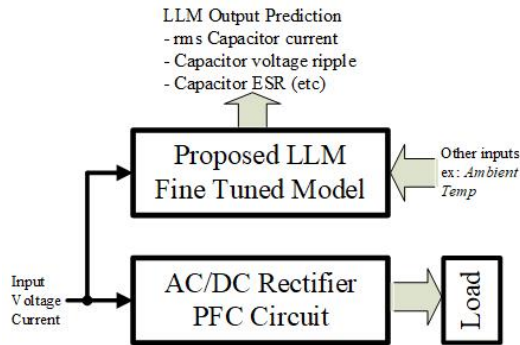 LLM Output Prediction
- rms Capacitor current
- Capacitor voltage ripple
- Capacitor ESR (etc)
Proposed LLM
Fine Tuned Model
Other inputs
ex: Ambient
Temp
Input
Voltage
Current
AC/DC Rectifier
PFC Circuit
Load